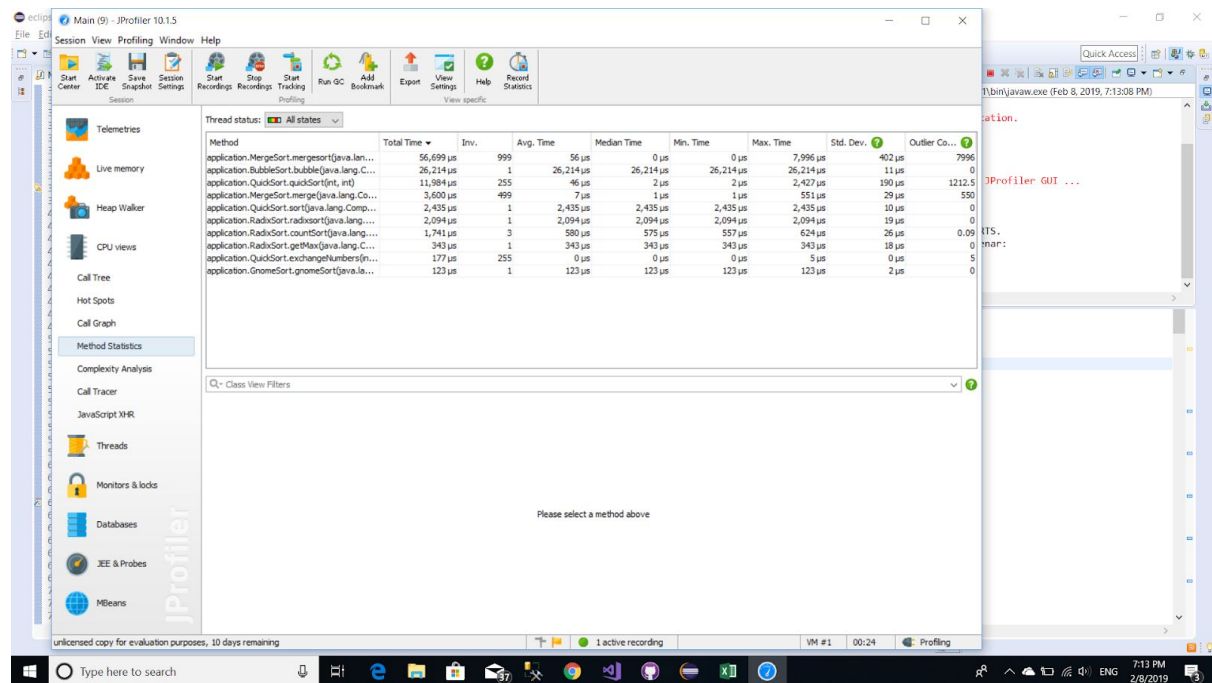 eclips
Main (9) - JProfiler 10.1.5
File Edi
Session View Profiling Window Help
Quick Access
Start Center
Activate IDE
Save Snapshot
Session Settings
Start Recordings
Stop Recordings
Start Tracking
Run GC
Add Bookmark
Export
View Settings
Help
Record Statistics
Session
Profiling
View specific
1\bin\javaw.exe (Feb 8, 2019, 7:13:08 PM)
Telemetries
Live memory
Heap Walker
CPU views
Call Tree
Hot Spots
Call Graph
Method Statistics
Complexity Analysis
Call Tracer
JavaScript XHR
Threads
Monitors & locks
Databases
JEE & Probes
MBeans
JProfiler
Thread status: All states
Method Total Time Inv. Avg. Time Median Time Min. Time Max. Time Std. Dev. Outlier Co...
application.MergeSort.mergesort(java.lan... 56,699 µs 999 56 µs 0 µs 0 µs 7,996 µs 402 µs 7996
application.BubbleSort.bubble(java.lang.C... 26,214 µs 1 26,214 µs 26,214 µs 26,214 µs 26,214 µs 11 µs 0
application.QuickSort.quickSort(int, int) 11,984 µs 255 46 µs 2 µs 2 µs 2,427 µs 190 µs 1212.5
application.MergeSort.merge(java.lang.Co... 3,600 µs 499 7 µs 1 µs 1 µs 551 µs 29 µs 550
application.QuickSort.sort(java.lang.Comp... 2,435 µs 1 2,435 µs 2,435 µs 2,435 µs 2,435 µs 10 µs 0
application.RadixSort.radixsort(java.lang.... 2,094 µs 1 2,094 µs 2,094 µs 2,094 µs 2,094 µs 19 µs 0
application.RadixSort.countSort(java.lang.... 1,741 µs 3 580 µs 575 µs 557 µs 624 µs 26 µs 0.09
application.RadixSort.getMax(java.lang.C... 343 µs 1 343 µs 343 µs 343 µs 343 µs 18 µs 0
application.QuickSort.exchangeNumbers(in... 177 µs 255 0 µs 0 µs 0 µs 5 µs 0 µs 5
application.GnomeSort.gnomeSort(java.la... 123 µs 1 123 µs 123 µs 123 µs 123 µs 2 µs 0
Class View Filters
Please select a method above
ation.
JProfiler GUI ...
RTS.
enar:
unlicensed copy for evaluation purposes, 10 days remaining
1 active recording
VM #1
00:24
Profiling
Type here to search
37
ENG
7:13 PM
2/8/2019
3